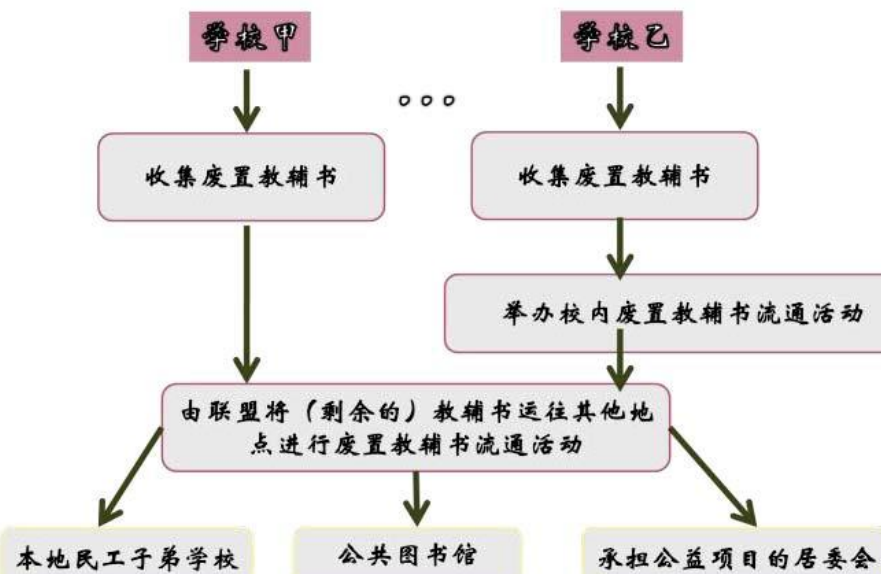 学校甲
学校乙
。。。
收集废置教辅书
收集废置教辅书
举办校内废置教辅书流通活动
由联盟将（剩余的）教辅书运往其他地
点进行废置教辅书流通活动
本地民工子弟学校
公共图书馆
承担公益项目的居委会